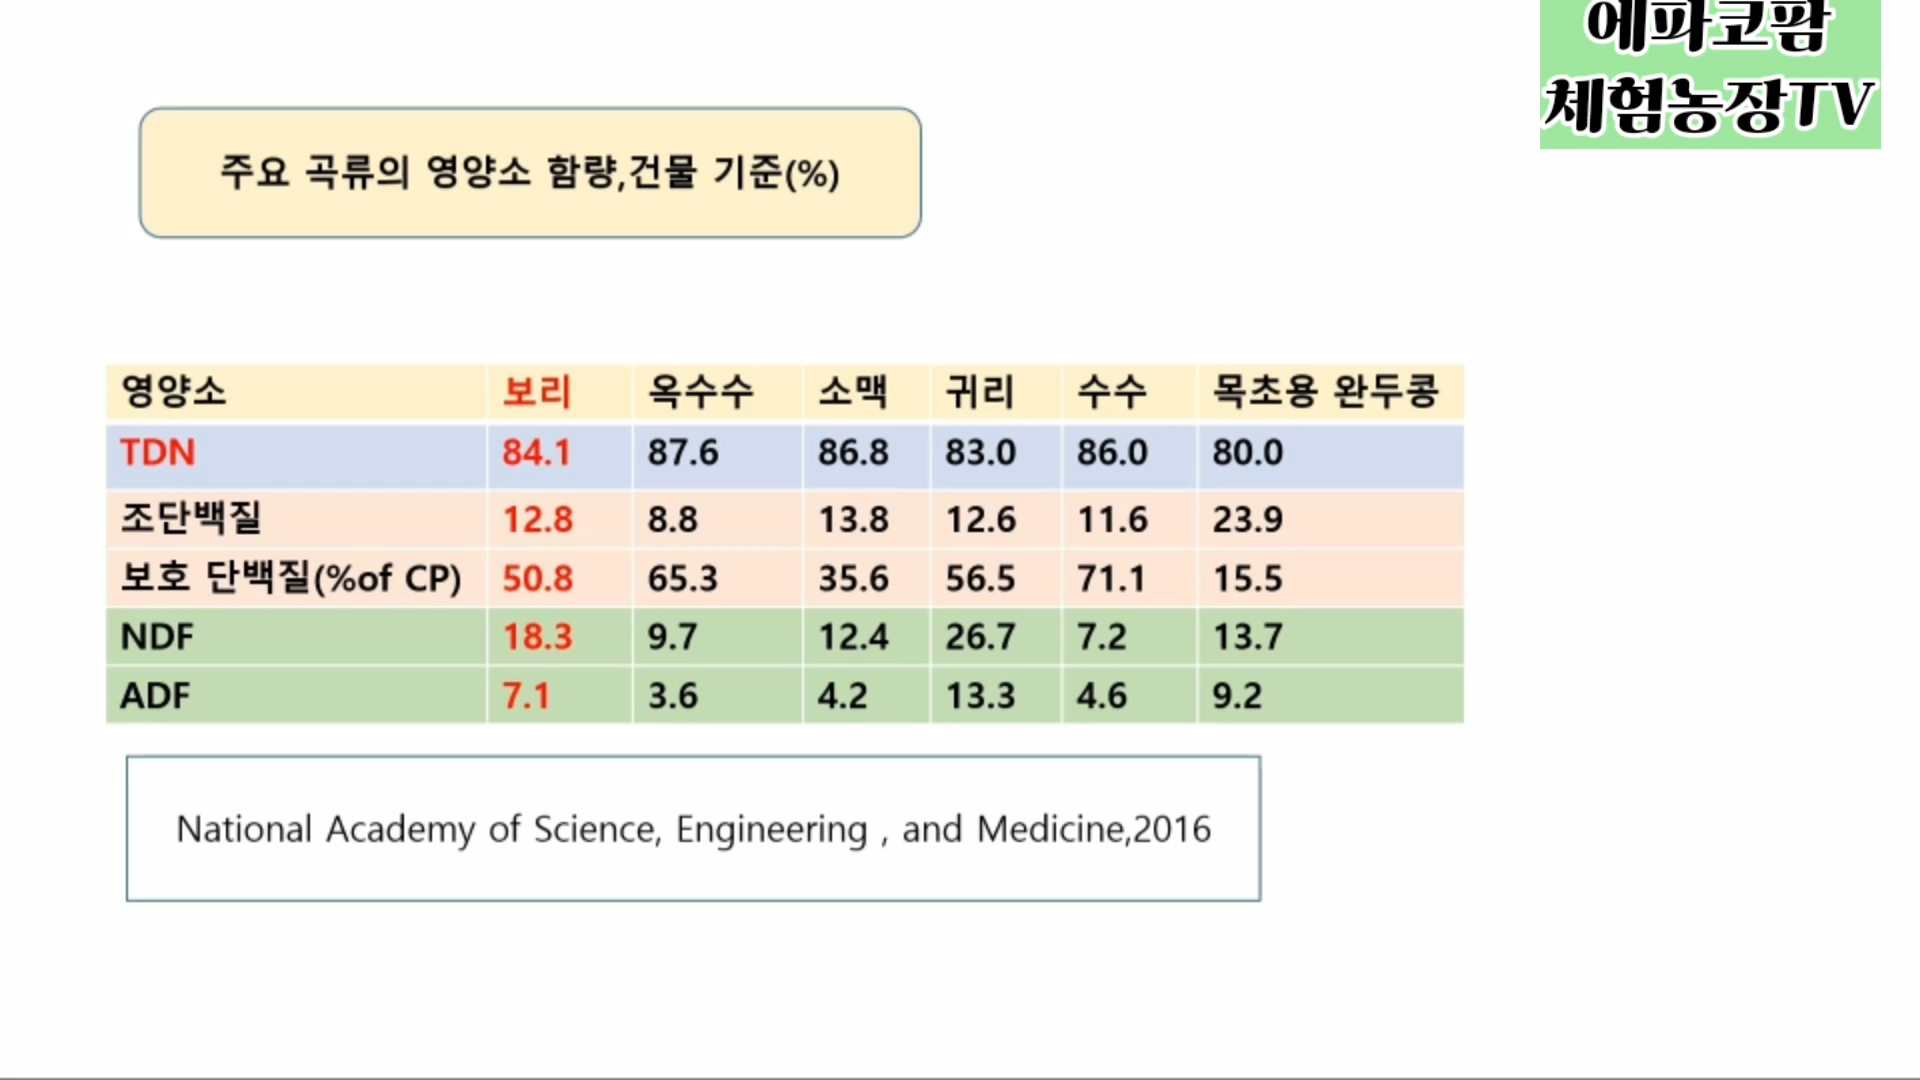 에파코팜
체험농장TV
주요 곡류의 영양소 함량,건물 기준(%)
영양소 보리 옥수수 소맥 귀리 수수 목초용 완두콩
TDN 84.1 87.6 86.8 83.0 86.0 80.0
조단백질 12.8 8.8 13.8 12.6 11.6 23.9
보호 단백질(%of CP) 50.8 65.3 35.6 56.5 71.1 15.5
NDF 18.3 9.7 12.4 26.7 7.2 13.7
ADF 7.1 3.6 4.2 13.3 4.6 9.2
National Academy of Science, Engineering , and Medicine,2016